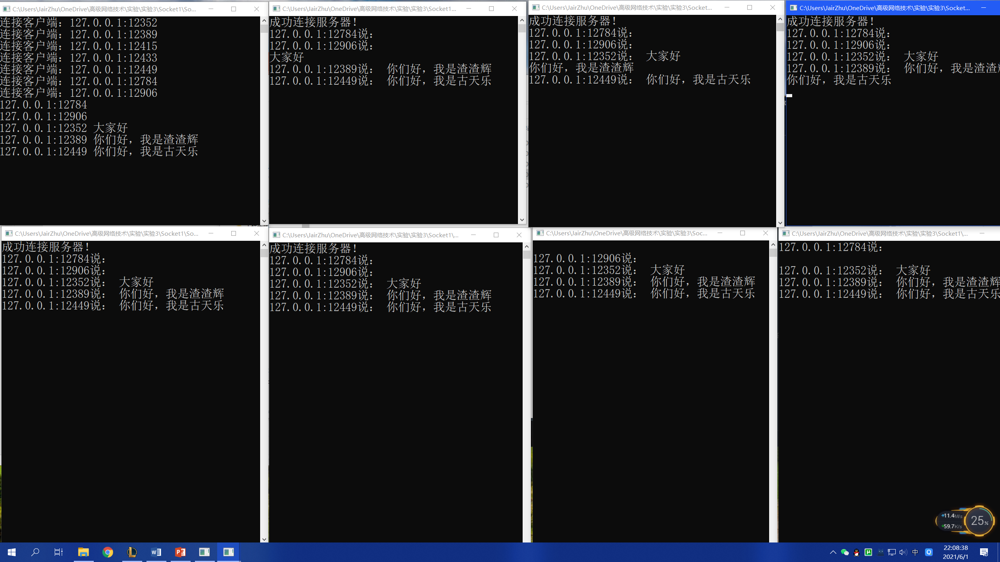 C:\Users\JairZhu\OneDrive\高级网络技术\实验\实验3\Socket1\So...
连接客户端：127.0.0.1:12352
连接客户端：127.0.0.1:12389
连接客户端：127.0.0.1:12415
连接客户端：127.0.0.1:12433
连接客户端：127.0.0.1:12449
连接客户端：127.0.0.1:12784
连接客户端：127.0.0.1:12906
127.0.0.1:12784
127.0.0.1:12906
127.0.0.1:12352 大家好
127.0.0.1:12389 你们好，我是渣渣辉
127.0.0.1:12449 你们好，我是古天乐
C:\Users\JairZhu\OneDrive\高级网络技术\实验\实验3\Socket1...
成功连接服务器！
127.0.0.1:12784说：
127.0.0.1:12906说：
大家好
127.0.0.1:12389说： 你们好，我是渣渣辉
127.0.0.1:12449说： 你们好，我是古天乐
C:\Users\JairZhu\OneDrive\高级网络技术\实验\实验3\Socket...
成功连接服务器！
127.0.0.1:12784说：
127.0.0.1:12906说：
127.0.0.1:12352说： 大家好
你们好，我是渣渣辉
127.0.0.1:12449说： 你们好，我是古天乐
C:\Users\JairZhu\OneDrive\高级网络技术\实验\实验3\Socket...
成功连接服务器！
127.0.0.1:12784说：
127.0.0.1:12906说：
127.0.0.1:12352说： 大家好
127.0.0.1:12389说： 你们好，我是渣渣
你们好，我是古天乐
C:\Users\JairZhu\OneDrive\高级网络技术\实验\实验3\Socket1\So...
成功连接服务器！
127.0.0.1:12784说：
127.0.0.1:12906说：
127.0.0.1:12352说： 大家好
127.0.0.1:12389说： 你们好，我是渣渣辉
127.0.0.1:12449说： 你们好，我是古天乐
C:\Users\JairZhu\OneDrive\高级网络技术\实验\实验3\Socket1\...
成功连接服务器！
127.0.0.1:12784说：
127.0.0.1:12906说：
127.0.0.1:12352说： 大家好
127.0.0.1:12389说： 你们好，我是渣渣辉
127.0.0.1:12449说： 你们好，我是古天乐
C:\Users\JairZhu\OneDrive\高级网络技术\实验\实验3\Soc...
127.0.0.1:12906说：
127.0.0.1:12352说： 大家好
127.0.0.1:12389说： 你们好，我是渣渣辉
127.0.0.1:12449说： 你们好，我是古天乐
C:\Users\JairZhu\OneDrive\高级网络技术\实验\实验3\Socket1\...
127.0.0.1:12784说：
127.0.0.1:12352说： 大家好
127.0.0.1:12389说： 你们好，我是渣渣辉
127.0.0.1:12449说： 你们好，我是古天乐
11.4M/s
59.7K/s
25%
中
22:08:38
2021/6/1